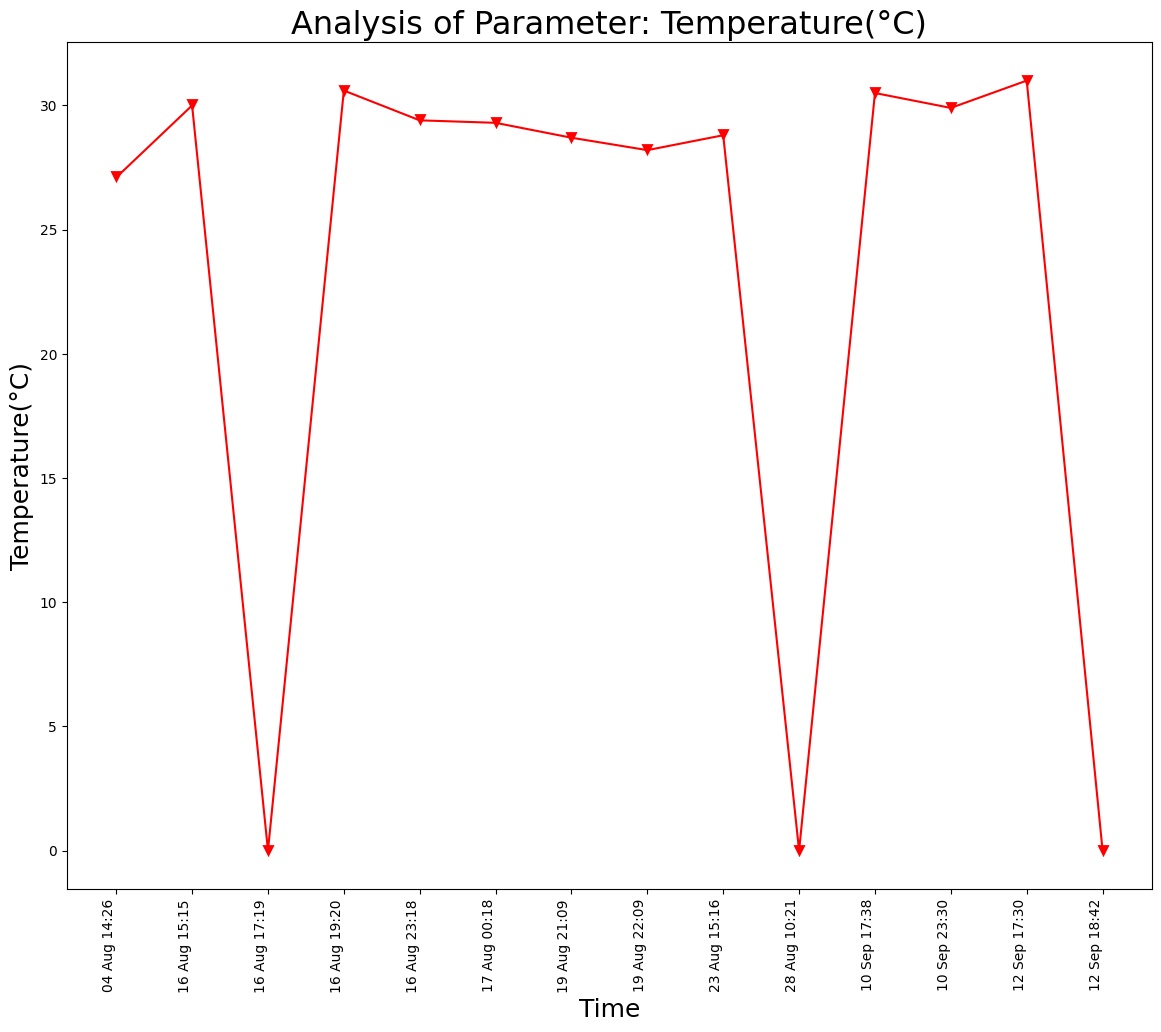 Analysis of Parameter: Temperature(°C)
Temperature(°C)
30
25
20
15
10
5
0
04 Aug 14:26
16 Aug 15:15
16 Aug 17:19
16 Aug 19:20
16 Aug 23:18
17 Aug 00:18
19 Aug 21:09
19 Aug 22:09
23 Aug 15:16
28 Aug 10:21
10 Sep 17:38
10 Sep 23:30
12 Sep 17:30
12 Sep 18:42
Time